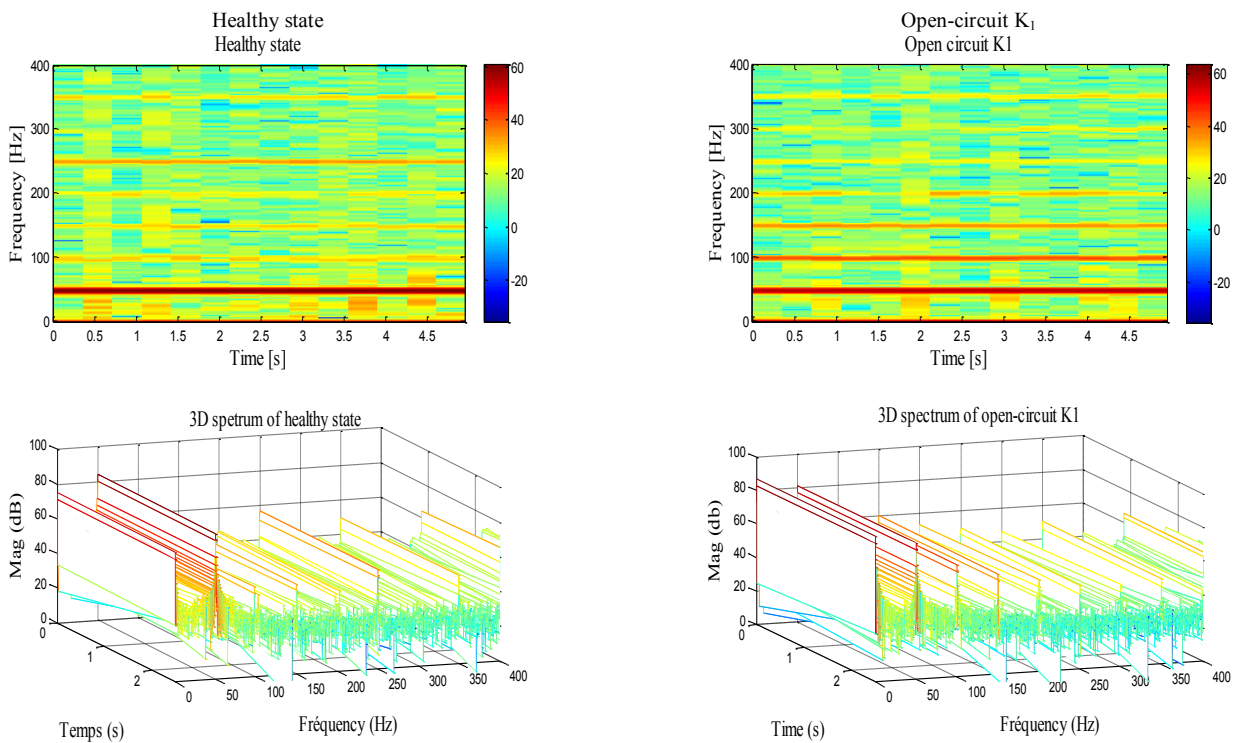 Healthy state
Healthy state
400
300
200
100
0
Frequency [Hz]
0 0.5 1 1.5 2 2.5 3 3.5 4 4.5
Time [s]
60
40
20
0
-20
Open-circuit K1
Open circuit K1
400
300
200
100
0
Frequency [Hz]
0 0.5 1 1.5 2 2.5 3 3.5 4 4.5
Time [s]
60
40
20
0
-20
3D spetrum of healthy state
100
80
60
40
20
0
Mag (dB)
0
1
2
Temps (s)
0 50 100 150 200 250 300 350 400
Fréquency (Hz)
3D spectrum of open-circuit K1
100
80
60
40
20
0
Mag (db)
0
1
2
Time (s)
0 50 100 150 200 250 300 350 400
Fréquency (Hz)